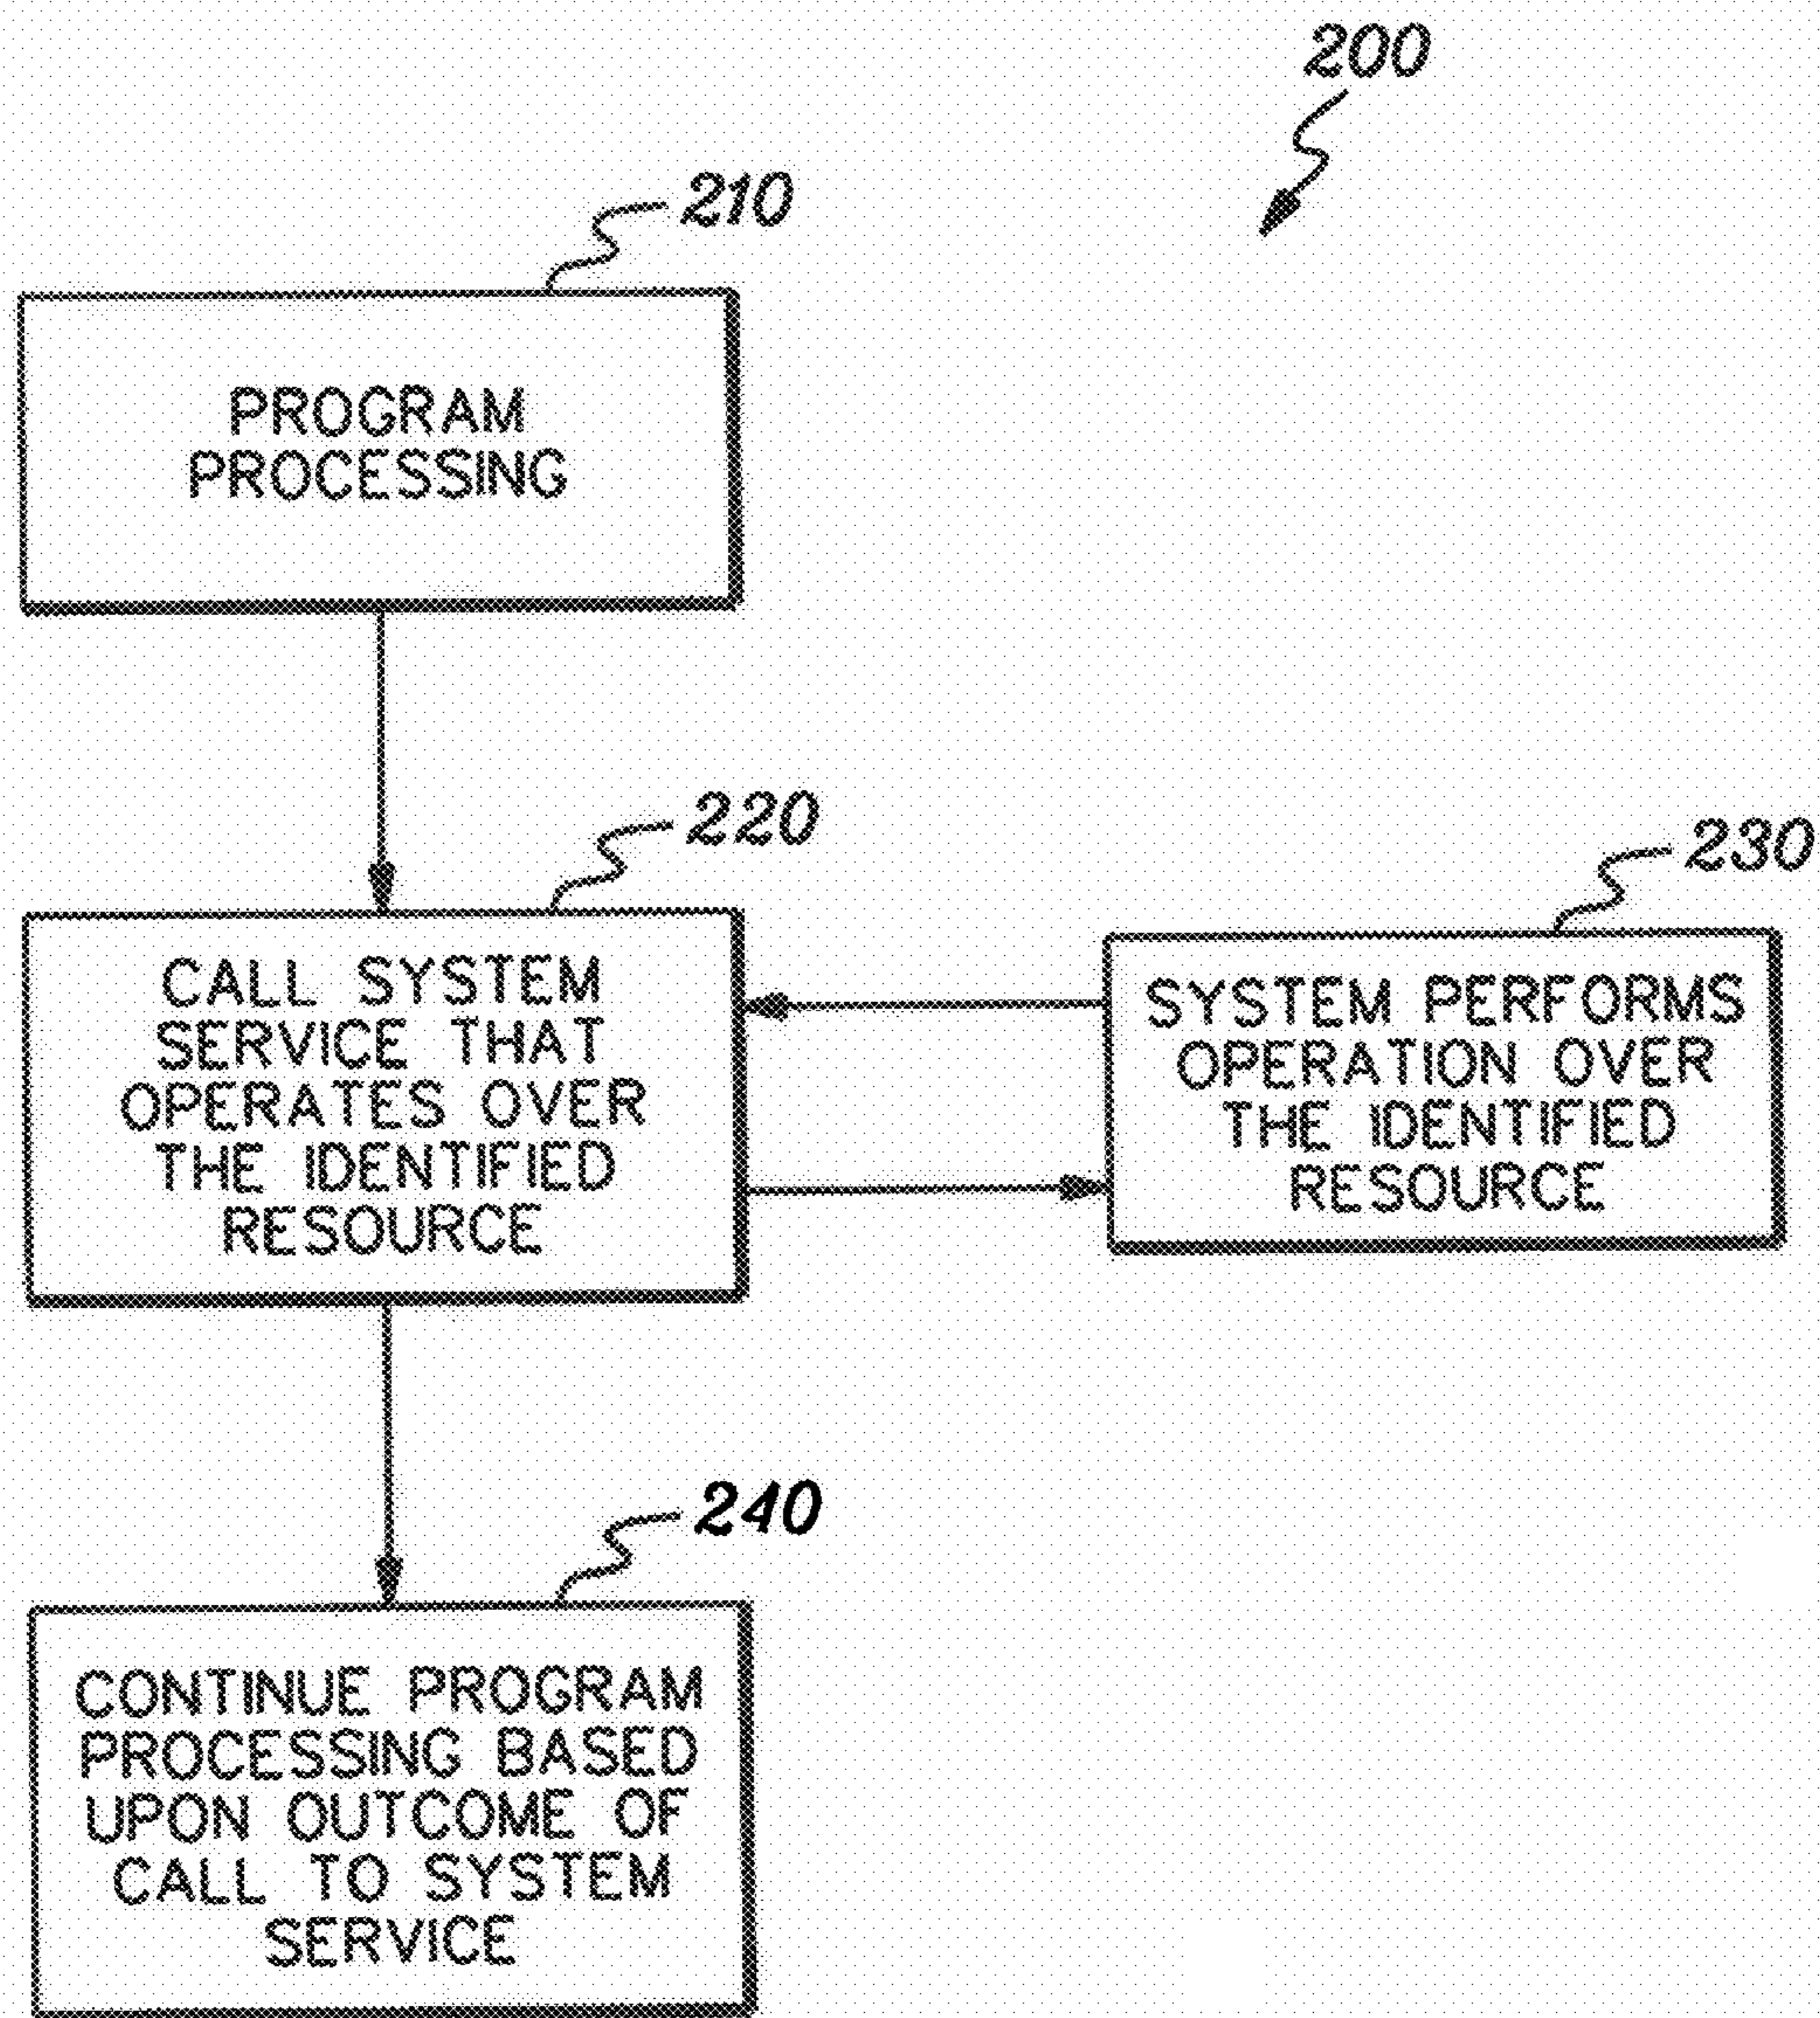 200
210
PROGRAM
PROCESSING
220
CALL SYSTEM
SERVICE THAT
OPERATES OVER
THE IDENTIFIED
RESOURCE
230
SYSTEM PERFORMS
OPERATION OVER
THE IDENTIFIED
RESOURCE
240
CONTINUE PROGRAM
PROCESSING BASED
UPON OUTCOME OF
CALL TO SYSTEM
SERVICE